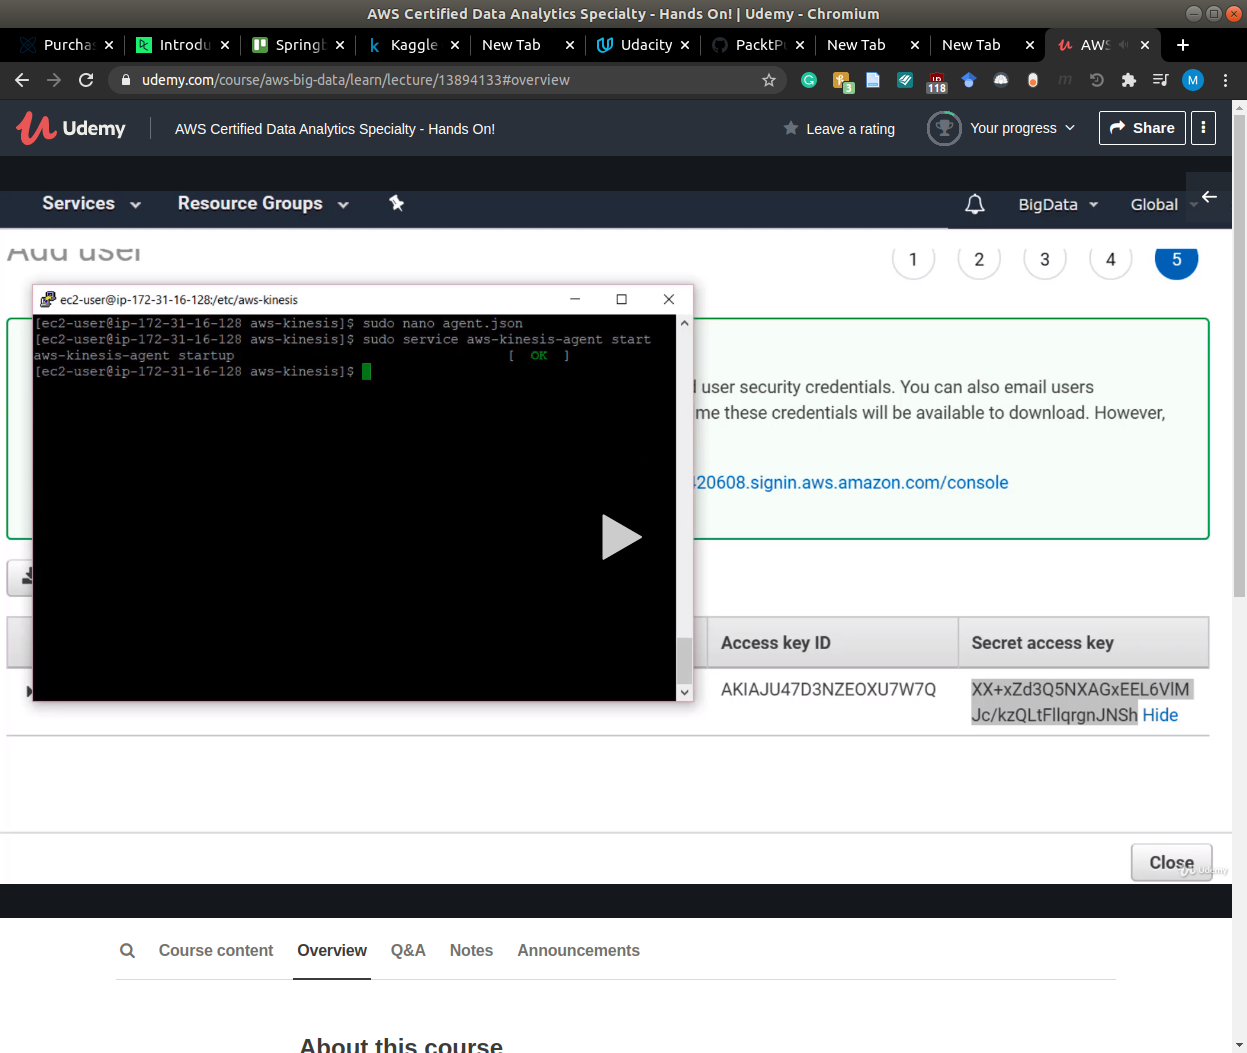 AWS Certified Data Analytics Specialty - Hands On! | Udemy - Chromium
Purcha
Introdu
Springb
Kaggle
New Tab
Udacity
PacktPu
New Tab
New Tab
AWS
udemy.com/course/aws-big-data/learn/lecture/13894133#overview
3
118
M
Udemy
AWS Certified Data Analytics Specialty - Hands On!
Leave a rating
Your progress
Share
Services
Resource Groups
BigData
Global
Add user
1
2
3
4
5
ec2-user@ip-172-31-16-128:/etc/aws-kinesis
[ec2-user@ip-172-31-16-128 aws-kinesis]$ sudo nano agent.json
[ec2-user@ip-172-31-16-128 aws-kinesis]$ sudo service aws-kinesis-agent start
aws-kinesis-agent startup [ OK ]
[ec2-user@ip-172-31-16-128 aws-kinesis]$
user security credentials. You can also email users
me these credentials will be available to download. However,
20608.signin.aws.amazon.com/console
Access key ID
Secret access key
AKIAJU47D3NZEOXU7W7Q
Hide
Close
Udemy
Course content
Overview
Q&A
Notes
Announcements
About this course